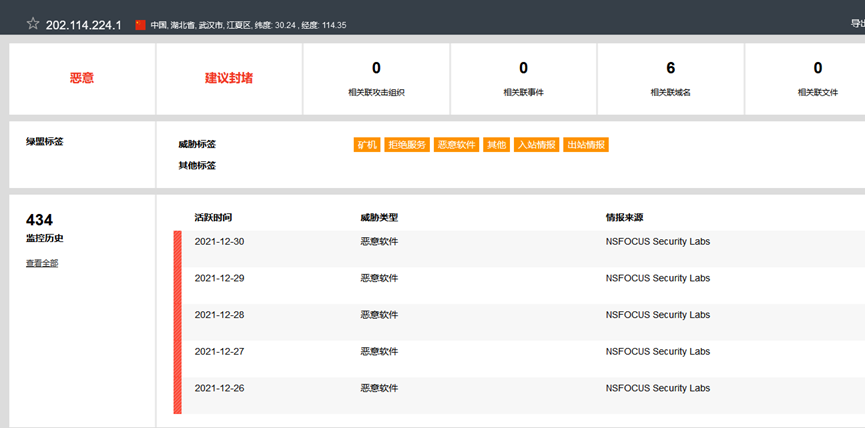 ☆ 202.114.224.1 中国, 湖北省, 武汉市, 江夏区, 纬度: 30.24 , 经度: 114.35 导出
恶意
建议封堵
0
相关联攻击组织
0
相关联事件
6
相关联域名
0
相关联文件
绿盟标签
威胁标签 矿机 拒绝服务 恶意软件 其他 入站情报 出站情报
其他标签
434
监控历史
查看全部
活跃时间 威胁类型 情报来源
2021-12-30 恶意软件 NSFOCUS Security Labs
2021-12-29 恶意软件 NSFOCUS Security Labs
2021-12-28 恶意软件 NSFOCUS Security Labs
2021-12-27 恶意软件 NSFOCUS Security Labs
2021-12-26 恶意软件 NSFOCUS Security Labs